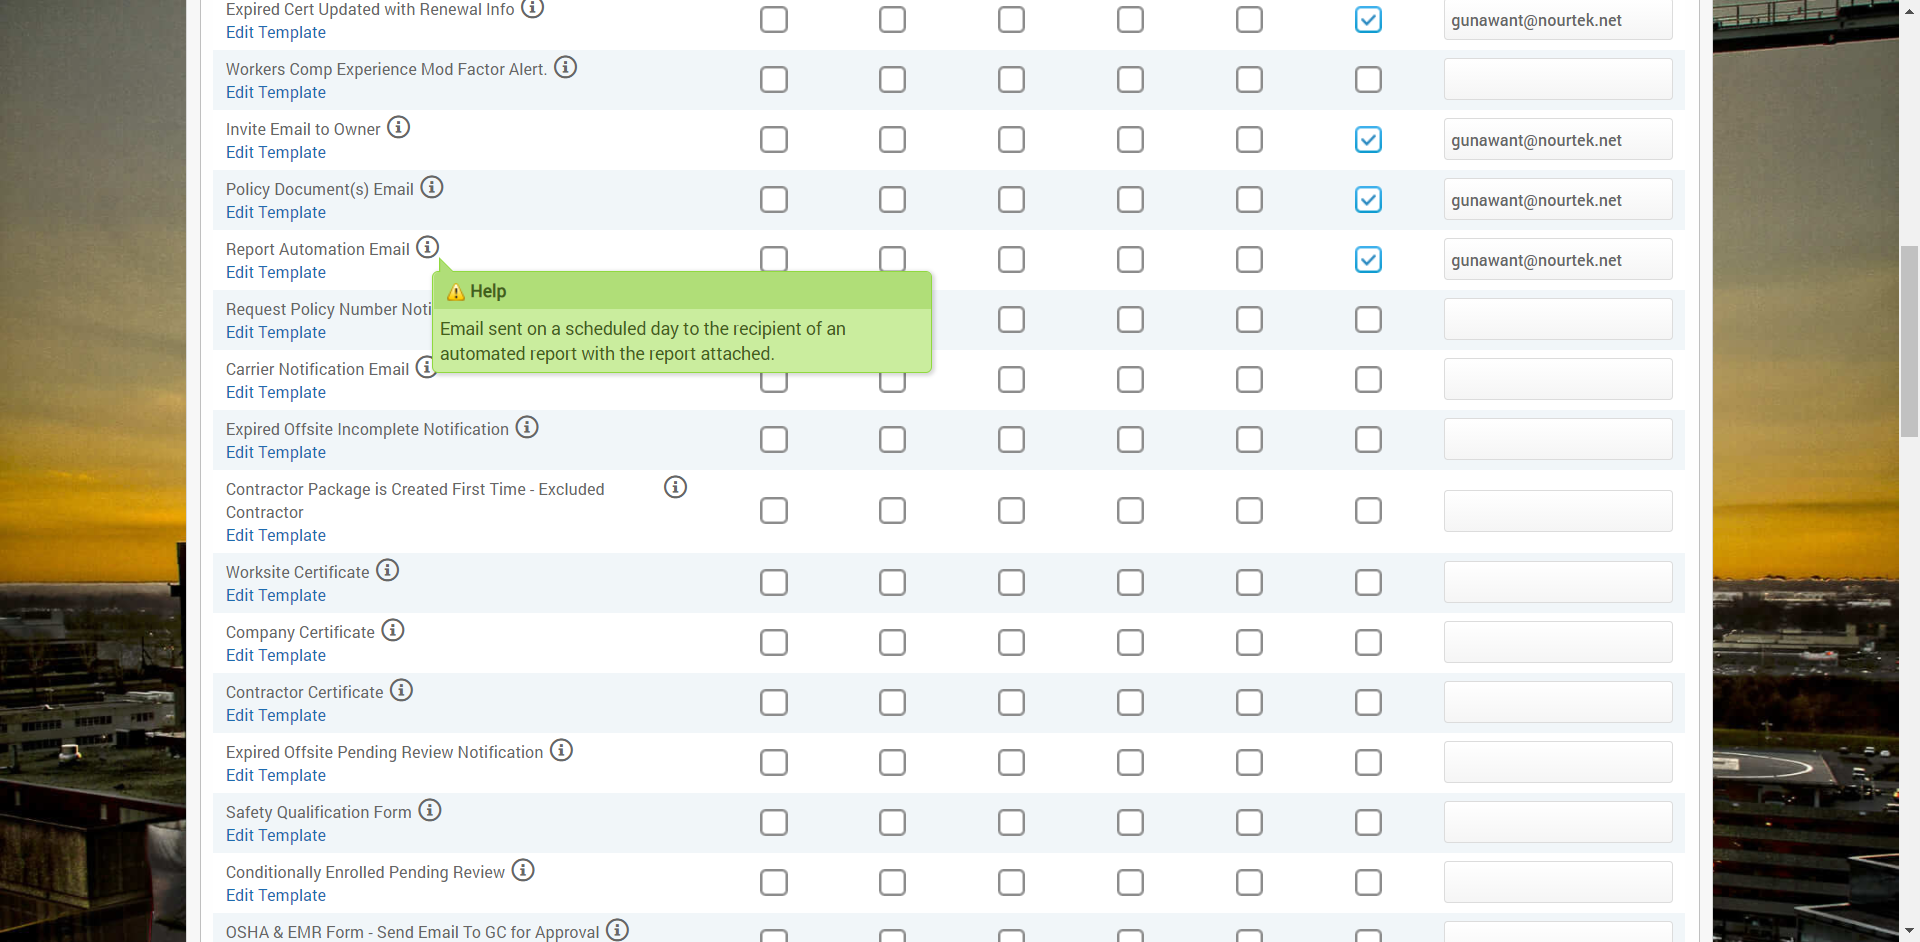 Expired Cert Updated with Renewal Info
Edit Template
gunawant@nourtek.net
Workers Comp Experience Mod Factor Alert.
Edit Template
Invite Email to Owner
Edit Template
gunawant@nourtek.net
Policy Document(s) Email
Edit Template
gunawant@nourtek.net
Report Automation Email
Edit Template
gunawant@nourtek.net
Help
Email sent on a scheduled day to the recipient of an
automated report with the report attached.
Request Policy Number Noti
Edit Template
Carrier Notification Email
Edit Template
Expired Offsite Incomplete Notification
Edit Template
Contractor Package is Created First Time - Excluded
Contractor
Edit Template
Worksite Certificate
Edit Template
Company Certificate
Edit Template
Contractor Certificate
Edit Template
Expired Offsite Pending Review Notification
Edit Template
Safety Qualification Form
Edit Template
Conditionally Enrolled Pending Review
Edit Template
OSHA & EMR Form - Send Email To GC for Approval